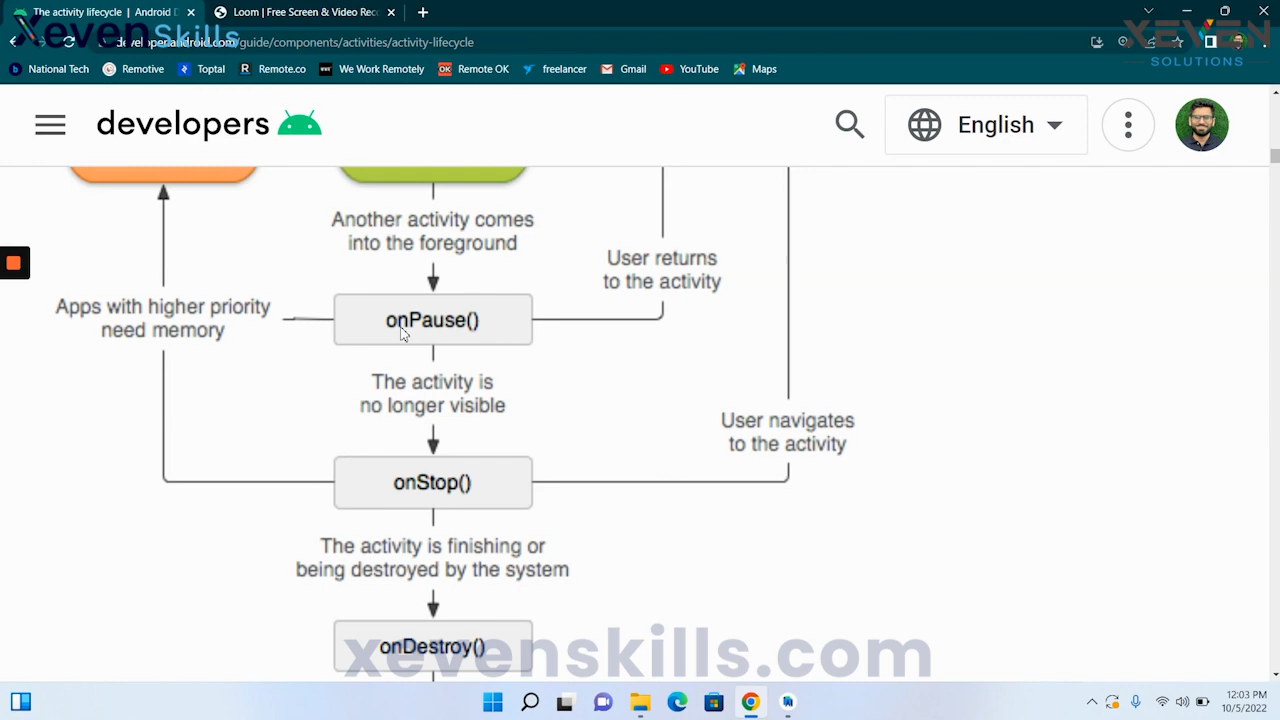 The activity lifecycle | Android D
Loom | Free Screen & Video Rec
XevenSkills
XEVEN
SOLUTIONS
developer.android.com/guide/components/activities/activity-lifecycle
National Tech
Remotive
Toptal
Remote.co
We Work Remotely
OK Remote OK
freelancer
Gmail
YouTube
Maps
developers
English
Another activity comes
into the foreground
User returns
to the activity
Apps with higher priority
need memory
onPause()
The activity is
no longer visible
User navigates
to the activity
onStop()
The activity is finishing or
being destroyed by the system
onDestroy()
xevenskills.com
12:03 PM
10/5/2022